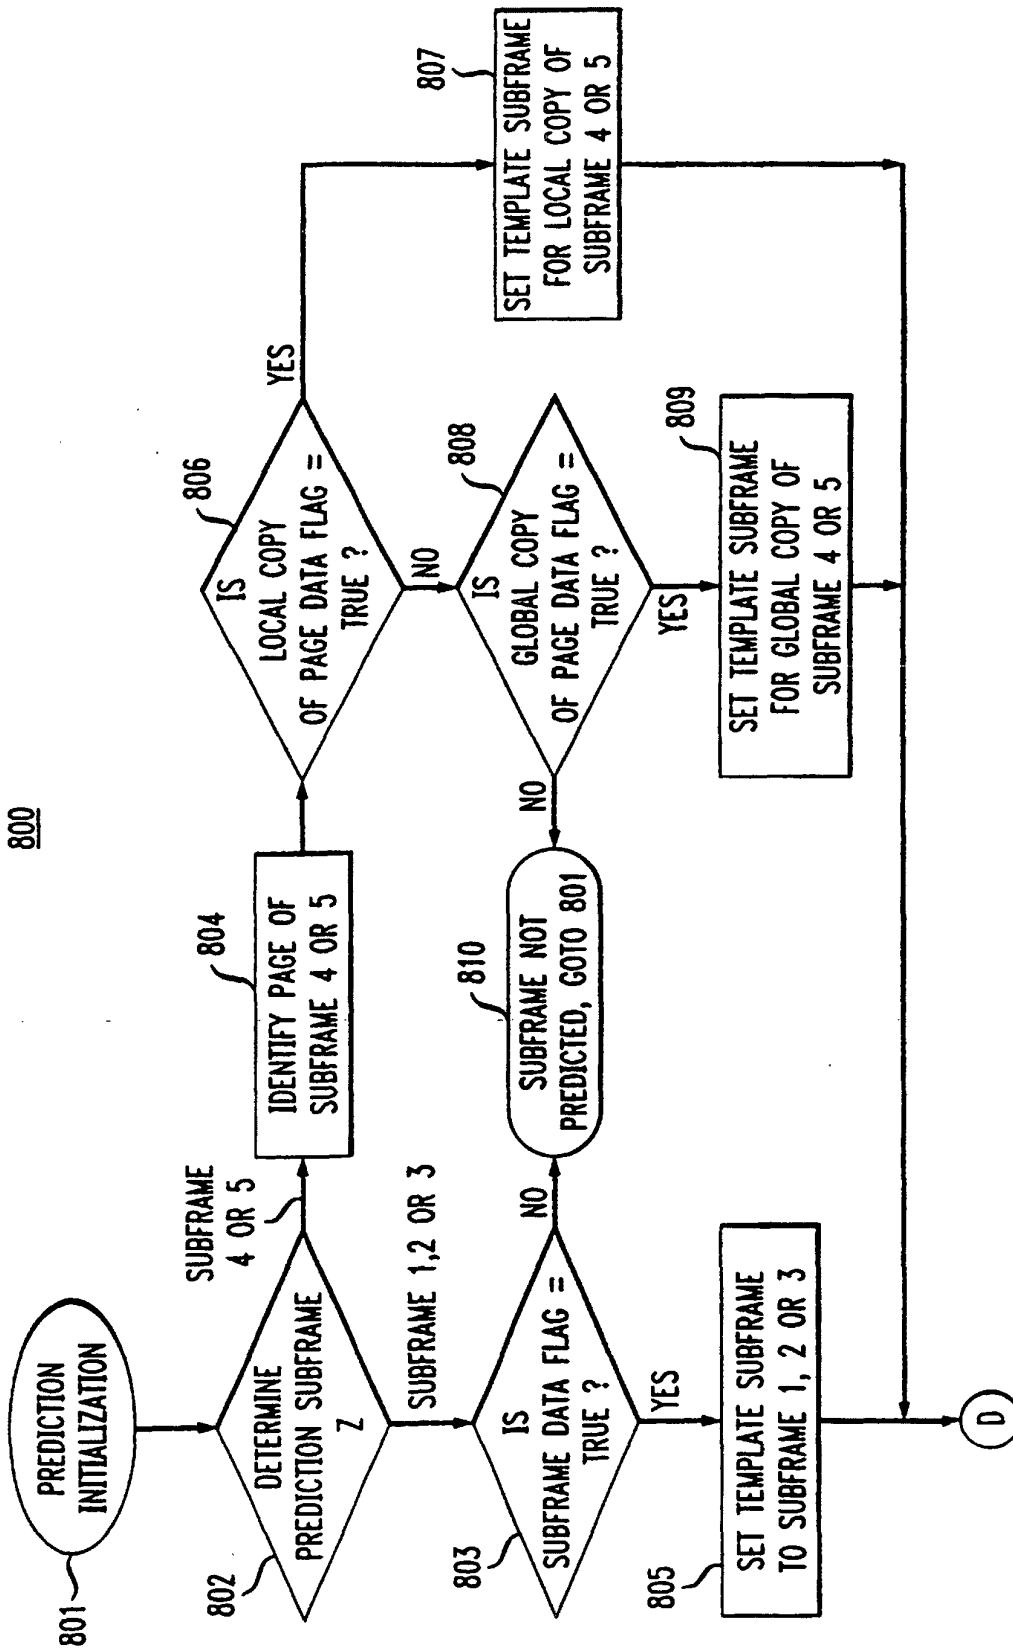 800
801
PREDICTION
INITIALIZATION
802
DETERMINE
PREDICTION SUBFRAME
Z
SUBFRAME
4 OR 5
SUBFRAME 1,2 OR 3
804
IDENTIFY PAGE OF
SUBFRAME 4 OR 5
806
IS
LOCAL COPY
OF PAGE DATA FLAG =
TRUE ?
YES
NO
807
SET TEMPLATE SUBFRAME
FOR LOCAL COPY OF
SUBFRAME 4 OR 5
803
IS
SUBFRAME DATA FLAG =
TRUE ?
NO
YES
810
SUBFRAME NOT
PREDICTED, GOTO 801
808
IS
GLOBAL COPY
OF PAGE DATA FLAG =
TRUE ?
NO
YES
805
SET TEMPLATE SUBFRAME
TO SUBFRAME 1, 2 OR 3
809
SET TEMPLATE SUBFRAME
FOR GLOBAL COPY OF
SUBFRAME 4 OR 5
D